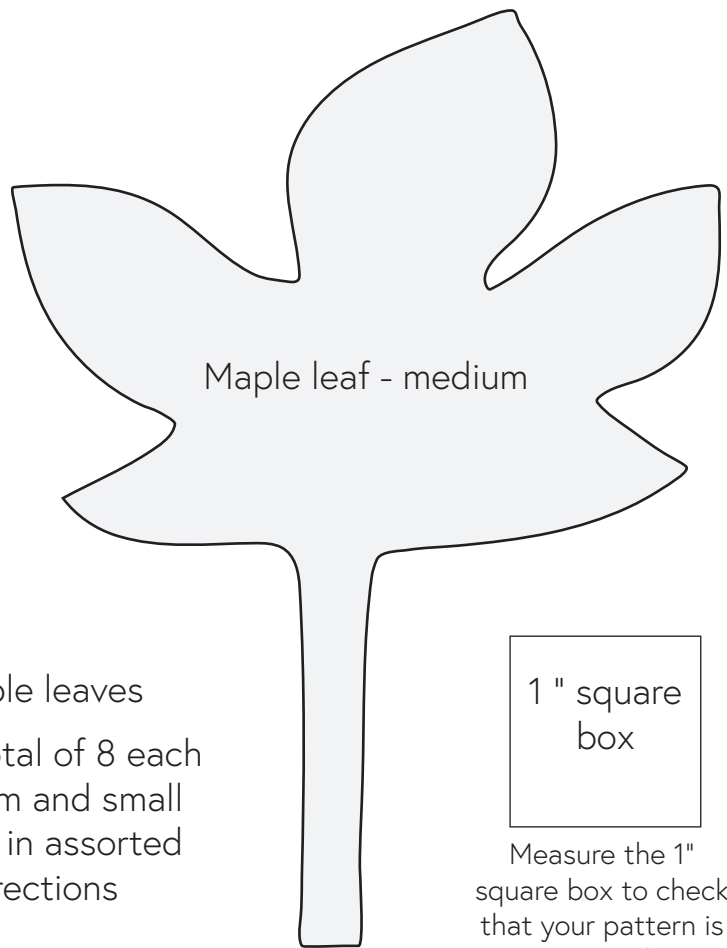 Maple leaf - medium
ple leaves
otal of 8 each
m and small
in assorted
rections
1 " square
box
Measure the 1"
square box to check
that your pattern is